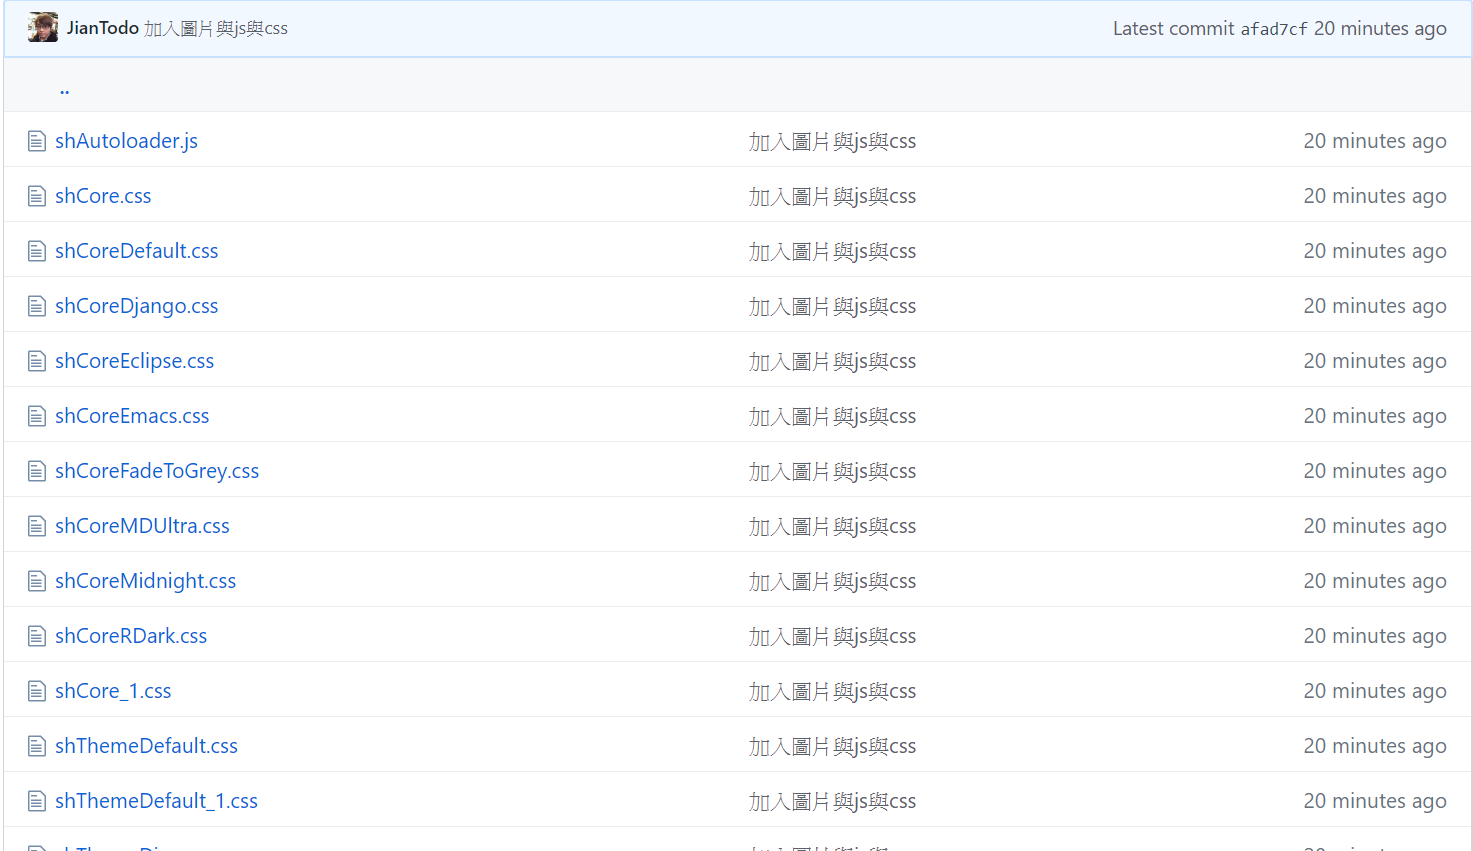 JianTodo 加入圖片與js與css Latest commit afad7cf 20 minutes ago
..
shAutoloader.js 加入圖片與js與css 20 minutes ago
shCore.css 加入圖片與js與css 20 minutes ago
shCoreDefault.css 加入圖片與js與css 20 minutes ago
shCoreDjango.css 加入圖片與js與css 20 minutes ago
shCoreEclipse.css 加入圖片與js與css 20 minutes ago
shCoreEmacs.css 加入圖片與js與css 20 minutes ago
shCoreFadeToGrey.css 加入圖片與js與css 20 minutes ago
shCoreMDUltra.css 加入圖片與js與css 20 minutes ago
shCoreMidnight.css 加入圖片與js與css 20 minutes ago
shCoreRDark.css 加入圖片與js與css 20 minutes ago
shCore_1.css 加入圖片與js與css 20 minutes ago
shThemeDefault.css 加入圖片與js與css 20 minutes ago
shThemeDefault_1.css 加入圖片與js與css 20 minutes ago